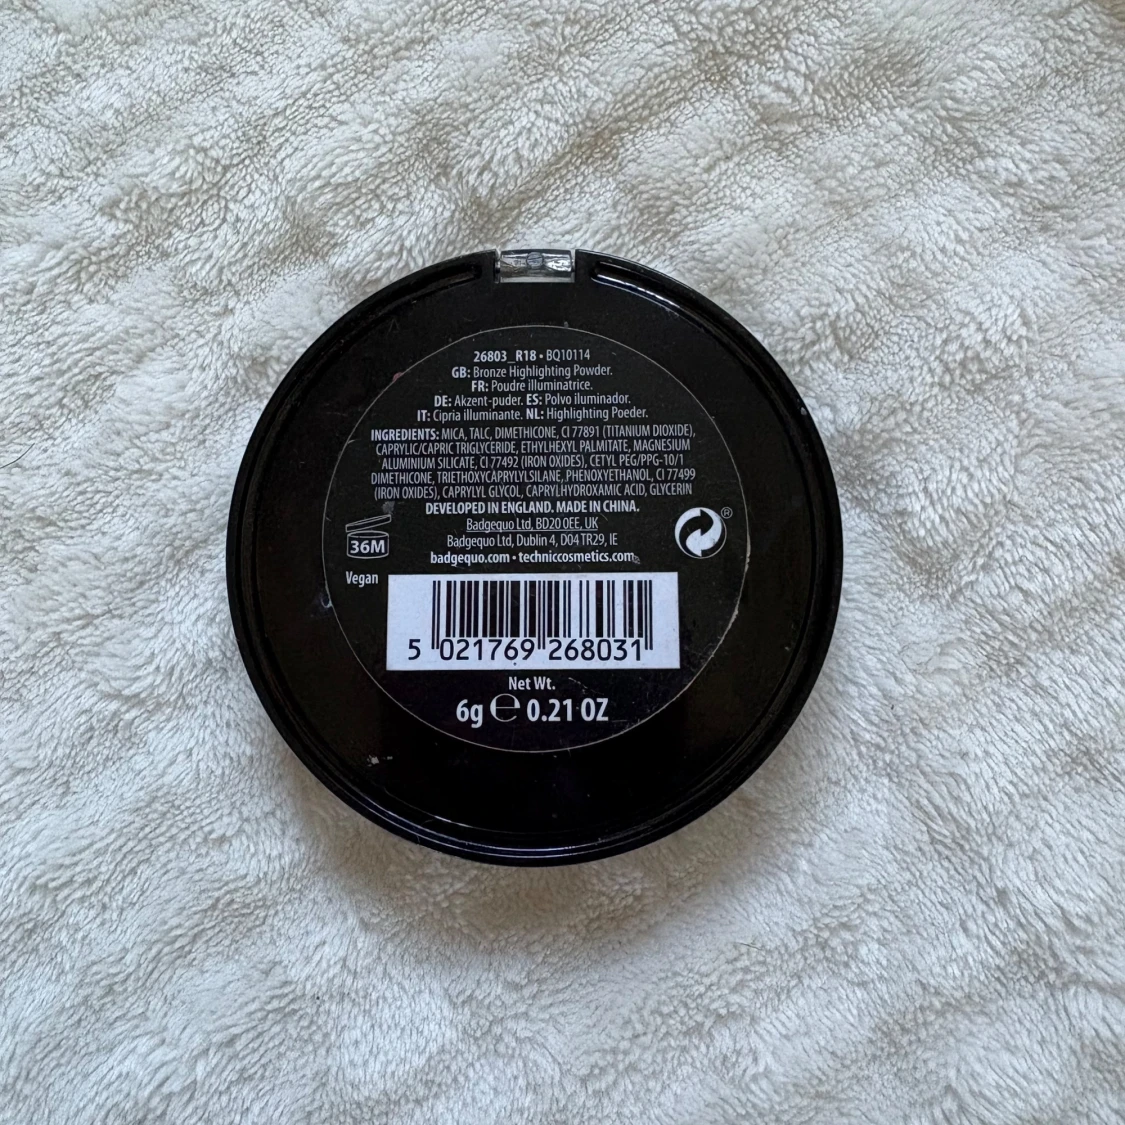 26803_R18 • BQ10114
GB: Bronze Highlighting Powder.
FR: Poudre illuminatrice.
DE: Akzent-puder. ES: Polvo iluminador.
IT: Cipria illuminante. NL: Highlighting Poeder.
INGREDIENTS: MICA, TALC, DIMETHICONE, CI 77891 (TITANIUM DIOXIDE),
CAPRYLIC/CAPRIC TRIGLYCERIDE, ETHYLHEXYL PALMITATE, MAGNESIUM
ALUMINIUM SILICATE, CI 77492 (IRON OXIDES), CETYL PEG/PPG-10/1
DIMETHICONE, TRIETHOXYCAPRYLYLSILANE, PHENOXYETHANOL, CI 77499
(IRON OXIDES), CAPRYLYL GLYCOL, CAPRYLHYDROXAMIC ACID, GLYCERIN
DEVELOPED IN ENGLAND. MADE IN CHINA.
Badgequo Ltd, BD20 0EE, UK
Badgequo Ltd, Dublin 4, D04 TR29, IE
badgequo.com • techniccosmetics.com
36M
®
Vegan
5 021769 268031
Net Wt.
6g ℮ 0.21 OZ